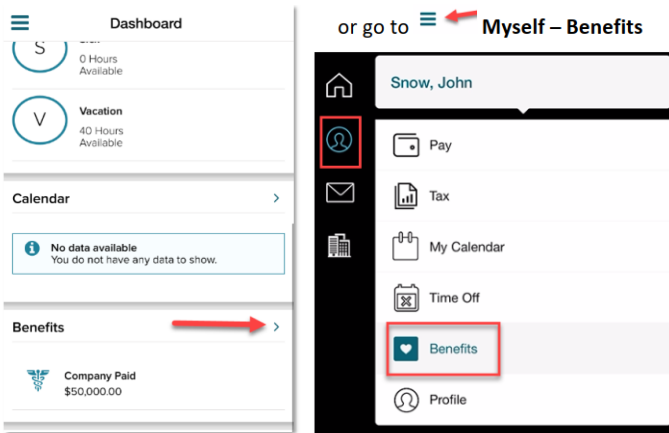 Dashboard
S
0 Hours
Available
V
Vacation
40 Hours
Available
Calendar
No data available
You do not have any data to show.
Benefits
Company Paid
$50,000.00
or go to
Myself – Benefits
Snow, John
Pay
Tax
My Calendar
Time Off
Benefits
Profile